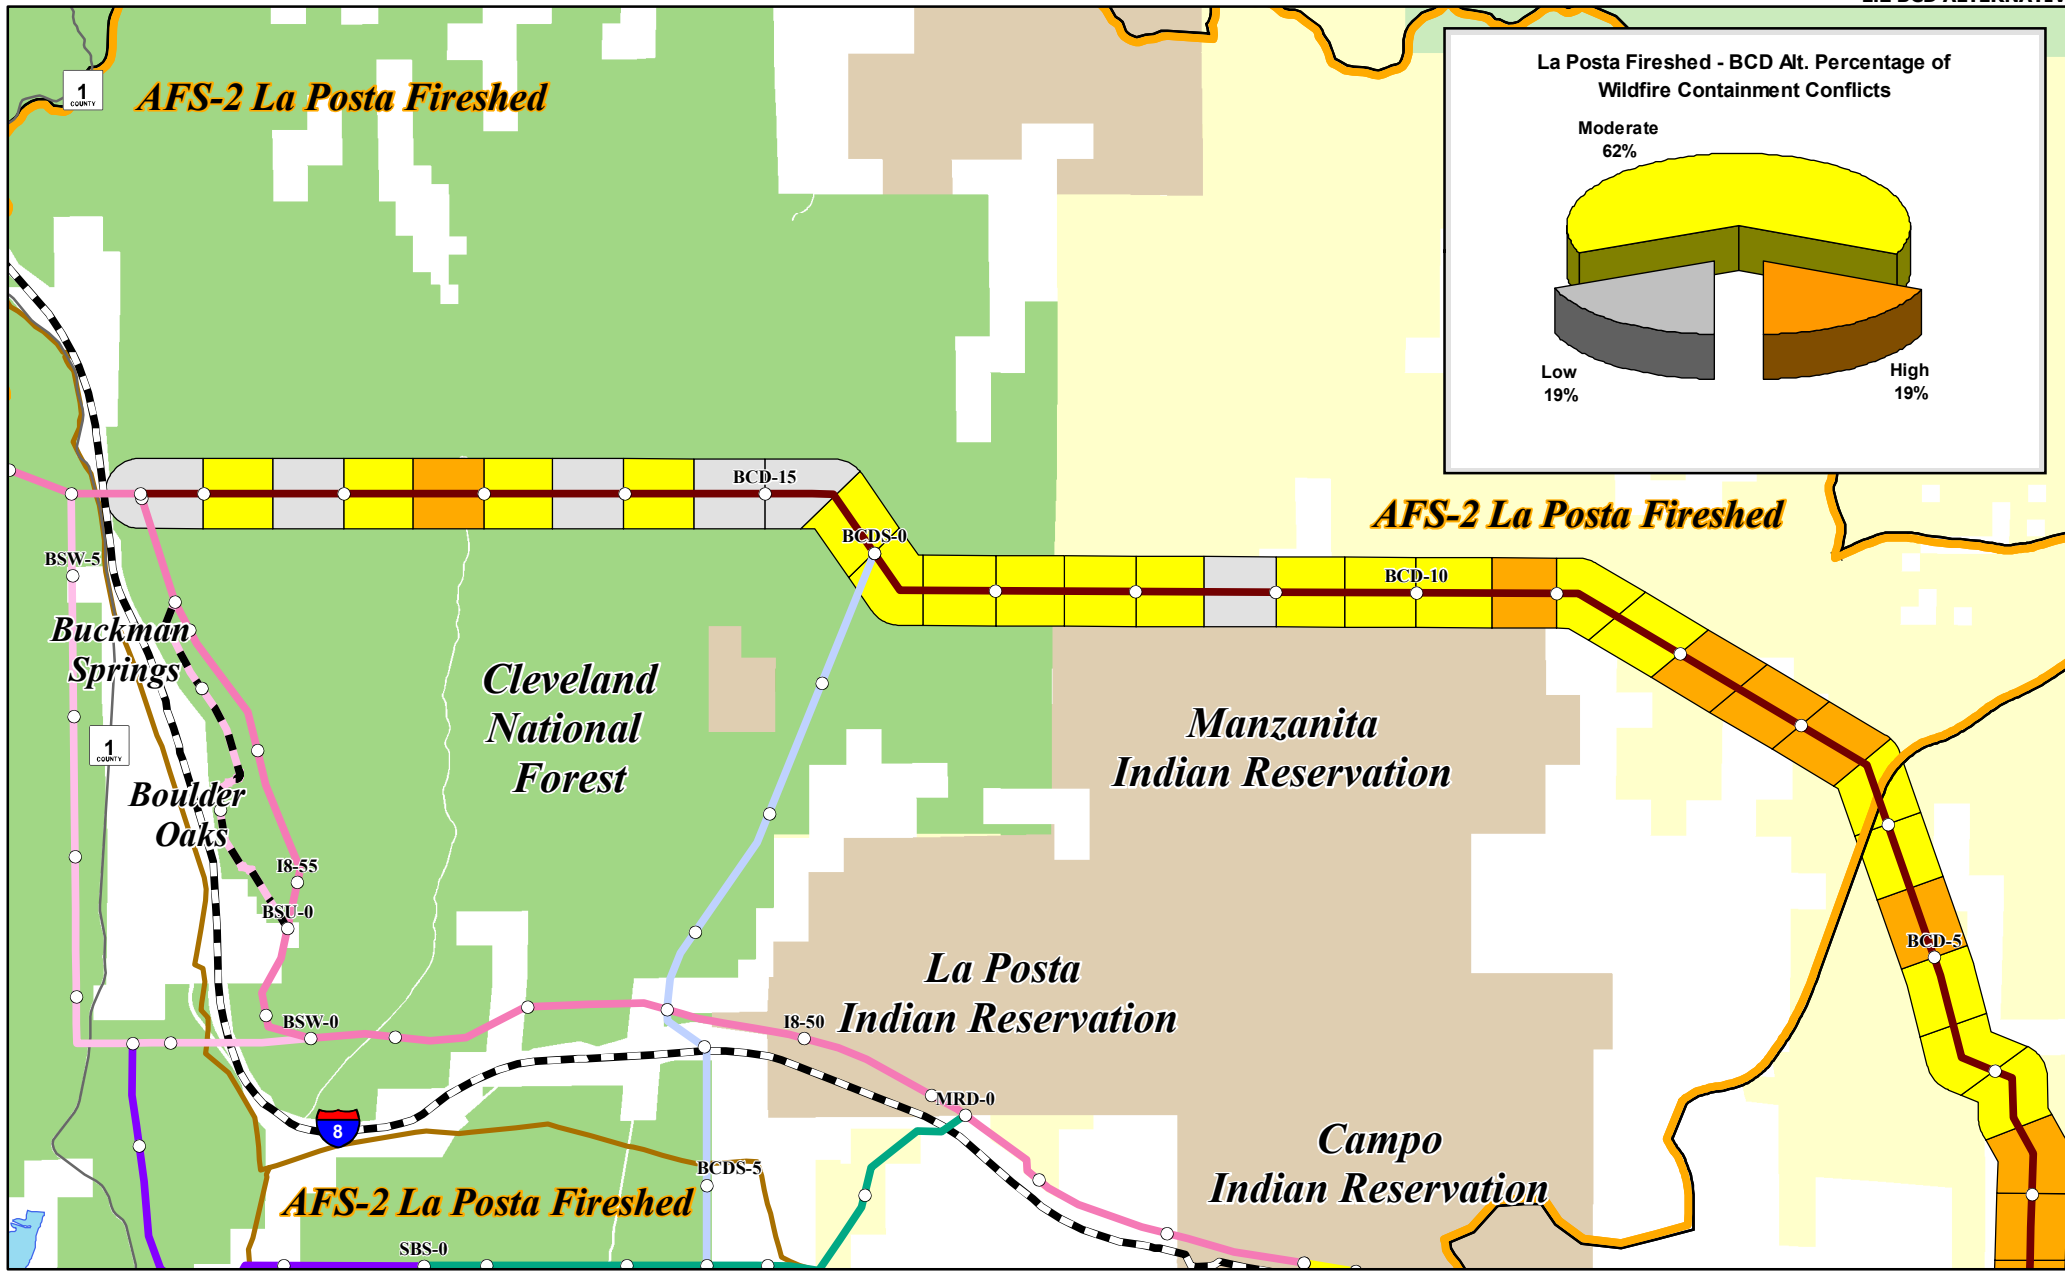 1
COUNTY
AFS-2 La Posta Fireshed
La Posta Fireshed - BCD Alt. Percentage of
Wildfire Containment Conflicts
Moderate
62%
Low
19%
High
19%
BCD-15
AFS-2 La Posta Fireshed
BCDS-0
BSW-5
BCD-10
Buckman
Springs
Cleveland
National
Forest
Manzanita
Indian Reservation
1
COUNTY
Boulder
Oaks
I8-55
BSU-0
BCD-5
La Posta
Indian Reservation
BSW-0
I8-50
MRD-0
8
Campo
Indian Reservation
BCDS-5
AFS-2 La Posta Fireshed
SBS-0